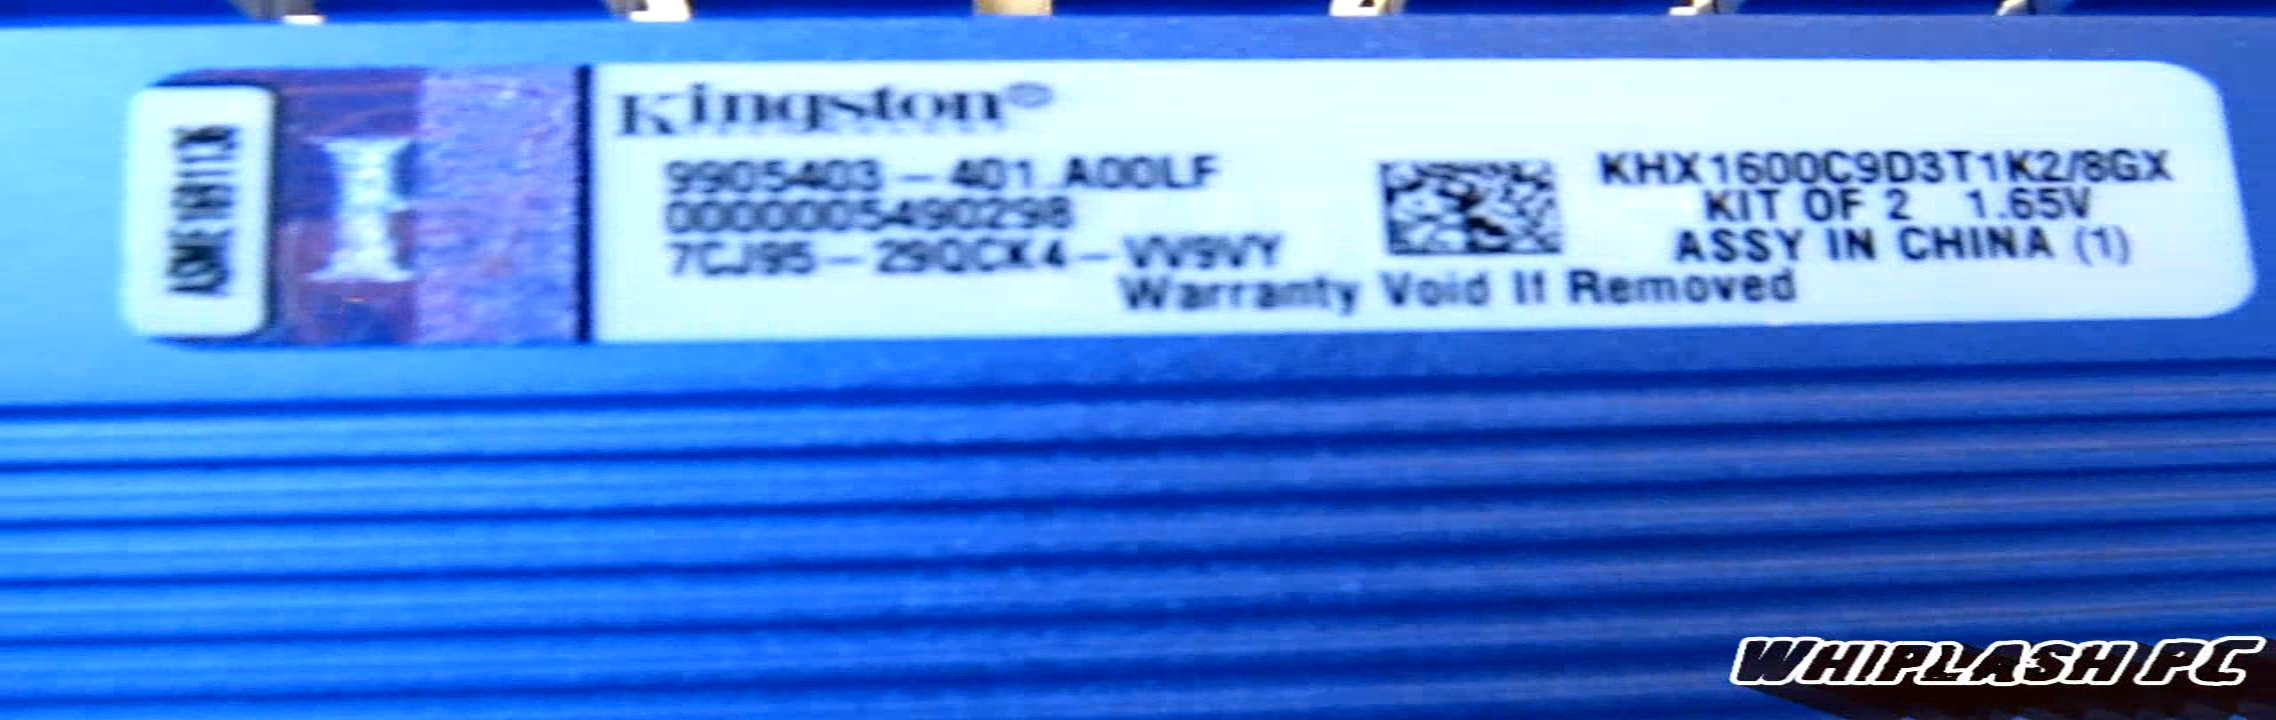 Kingston®
9905403-401.A00LF
0000005490298
7CJ95-29QCK4-VV9VY
KHX1600C9D3T1K2/8GX
KIT OF 2 1.65V
ASSY IN CHINA (1)
Warranty Void If Removed
WHIPLASH PC